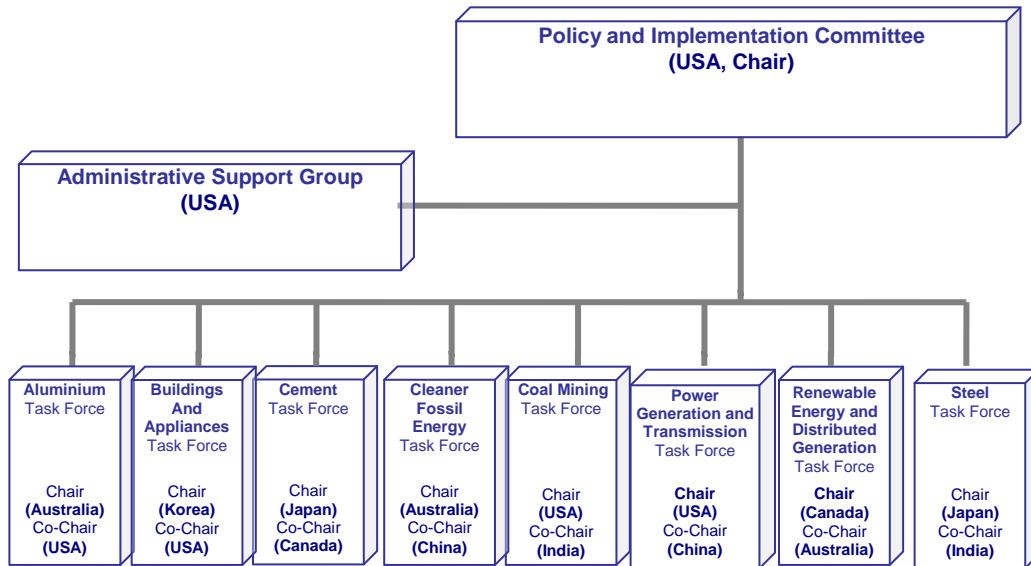 Policy and Implementation Committee
(USA, Chair)
Administrative Support Group
(USA)
Aluminium
Task Force
Chair
(Australia)
Co-Chair
(USA)
Buildings
And
Appliances
Task Force
Chair
(Korea)
Co-Chair
(USA)
Cement
Task Force
Chair
(Japan)
Co-Chair
(Canada)
Cleaner
Fossil
Energy
Task Force
Chair
(Australia)
Co-Chair
(China)
Coal Mining
Task Force
Chair
(USA)
Co-Chair
(India)
Power
Generation and
Transmission
Task Force
Chair
(USA)
Co-Chair
(China)
Renewable
Energy and
Distributed
Generation
Task Force
Chair
(Canada)
Co-Chair
(Australia)
Steel
Task Force
Chair
(Japan)
Co-Chair
(India)